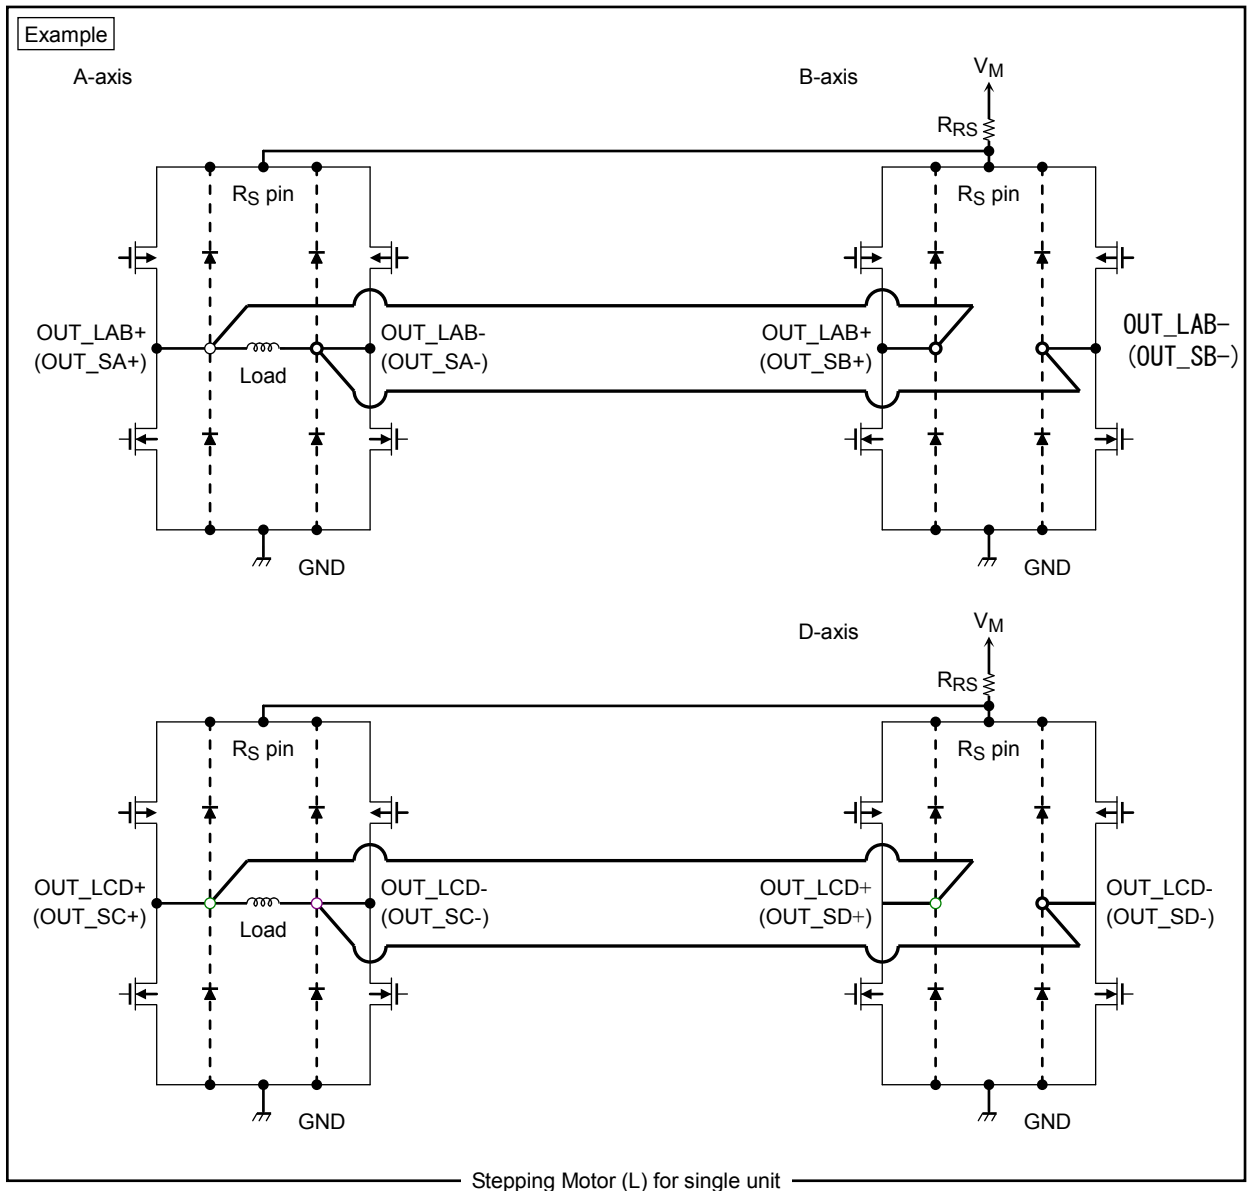 Example
A-axis
B-axis
VM
RRS
RS pin
RS pin
OUT_LAB+
(OUT_SA+)
Load
OUT_LAB-
(OUT_SA-)
OUT_LAB+
(OUT_SB+)
OUT_LAB-
(OUT_SB-)
GND
GND
D-axis
VM
RRS
RS pin
RS pin
OUT_LCD+
(OUT_SC+)
Load
OUT_LCD-
(OUT_SC-)
OUT_LCD+
(OUT_SD+)
OUT_LCD-
(OUT_SD-)
GND
GND
Stepping Motor (L) for single unit